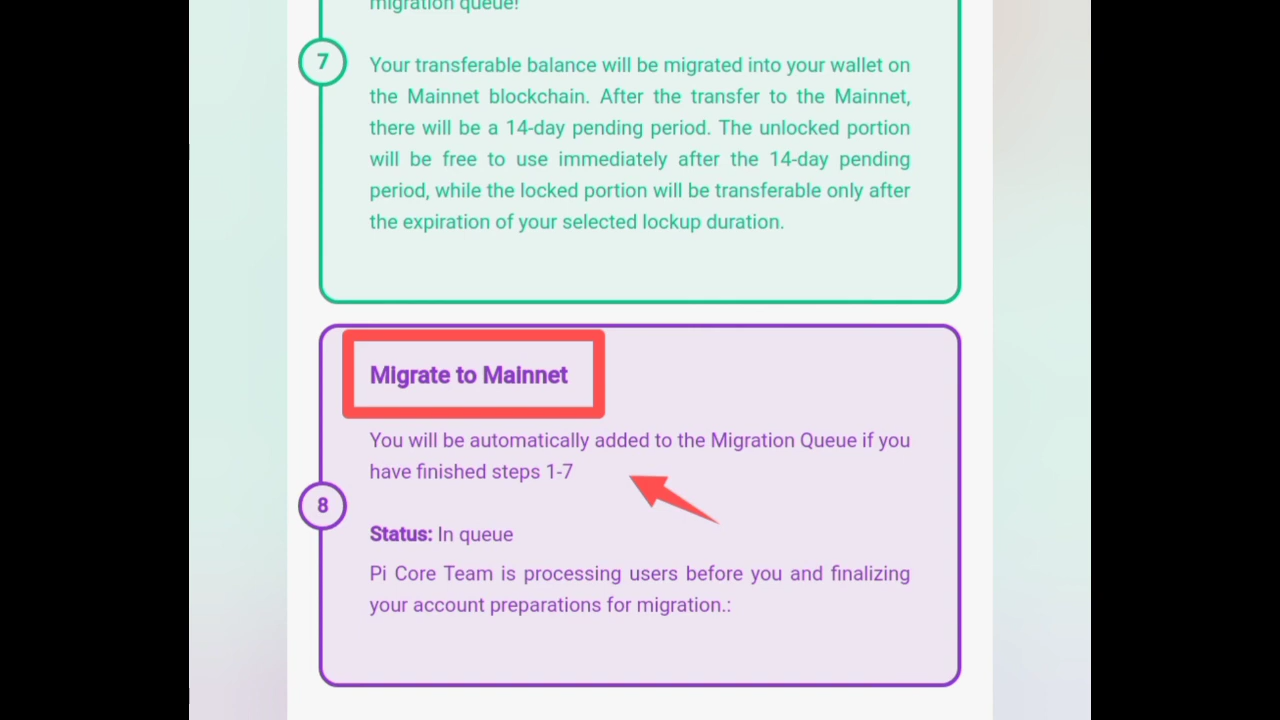 migration queue!
7
Your transferable balance will be migrated into your wallet on
the Mainnet blockchain. After the transfer to the Mainnet,
there will be a 14-day pending period. The unlocked portion
will be free to use immediately after the 14-day pending
period, while the locked portion will be transferable only after
the expiration of your selected lockup duration.
Migrate to Mainnet
You will be automatically added to the Migration Queue if you
have finished steps 1-7
8
Status: In queue
Pi Core Team is processing users before you and finalizing
your account preparations for migration.: